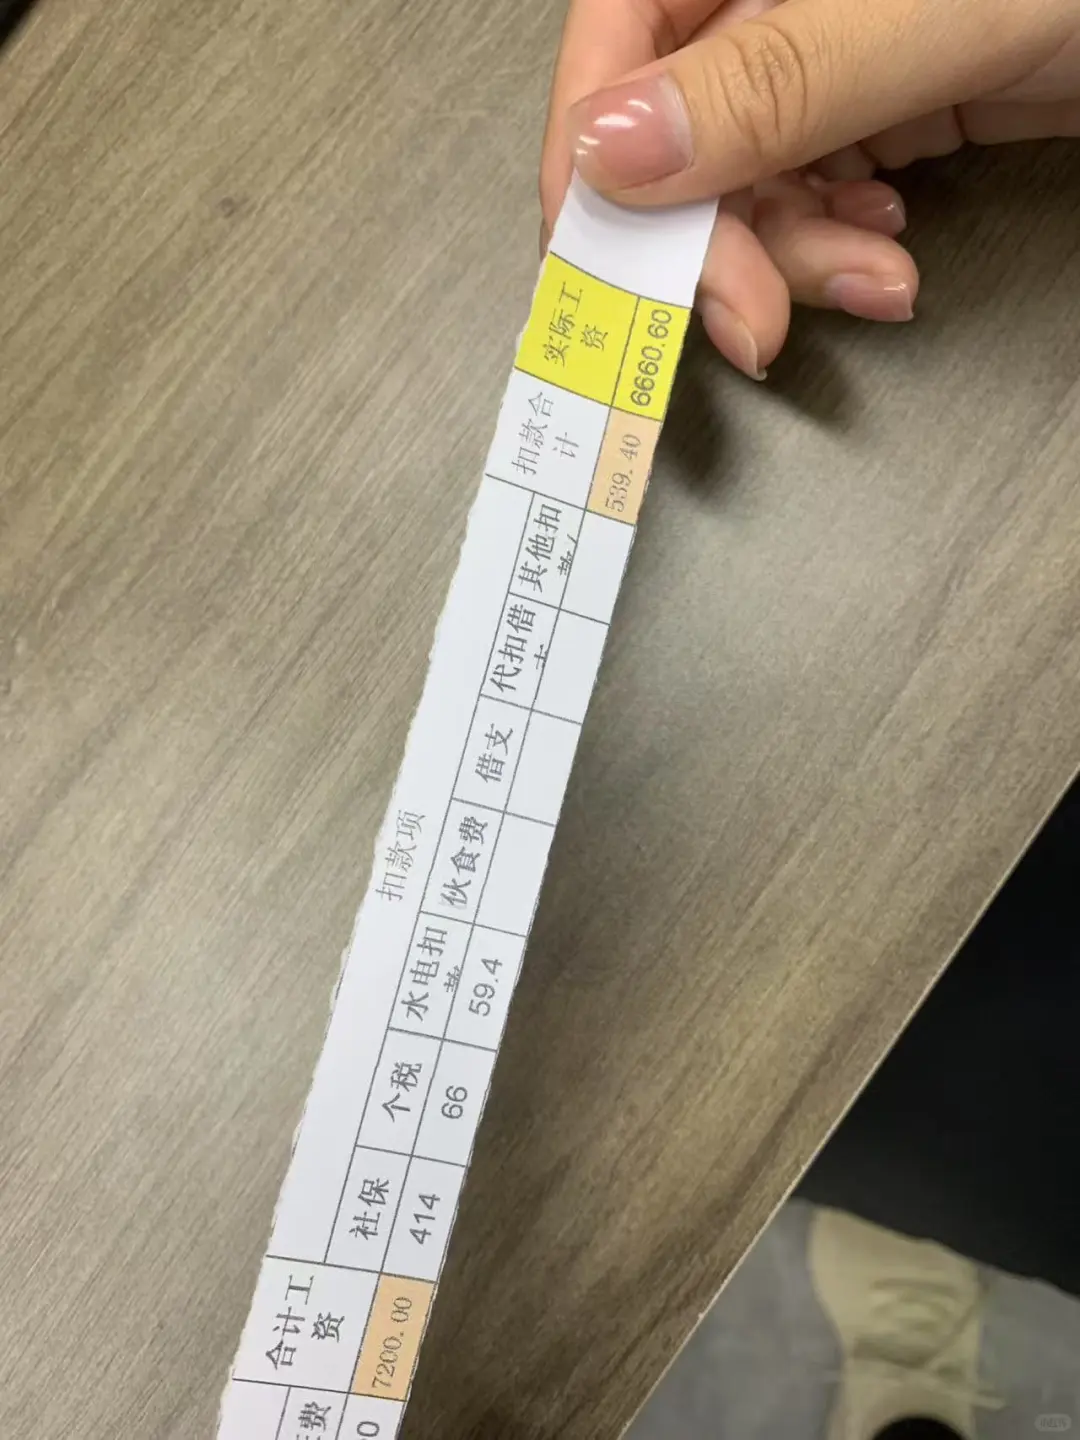 合计工
资
扣款项
扣款合
计
实际工
资
社保
个税
水电扣
伙食费
借支
代扣借
其他扣
7200.00
414
66
59.4
539.40
6660.60
费
0